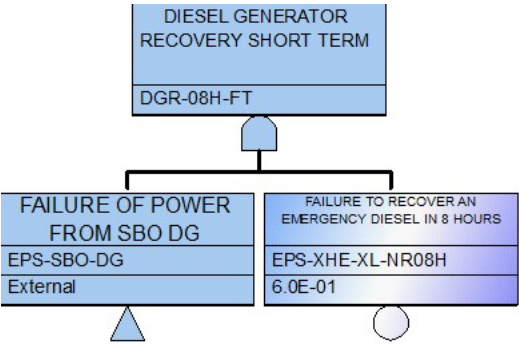 DIESEL GENERATOR
RECOVERY SHORT TERM
DGR-08H-FT
FAILURE OF POWER
FROM SBO DG
EPS-SBO-DG
External
FAILURE TO RECOVER AN
EMERGENCY DIESEL IN 8 HOURS
EPS-XHE-XL-NR08H
6.0E-01